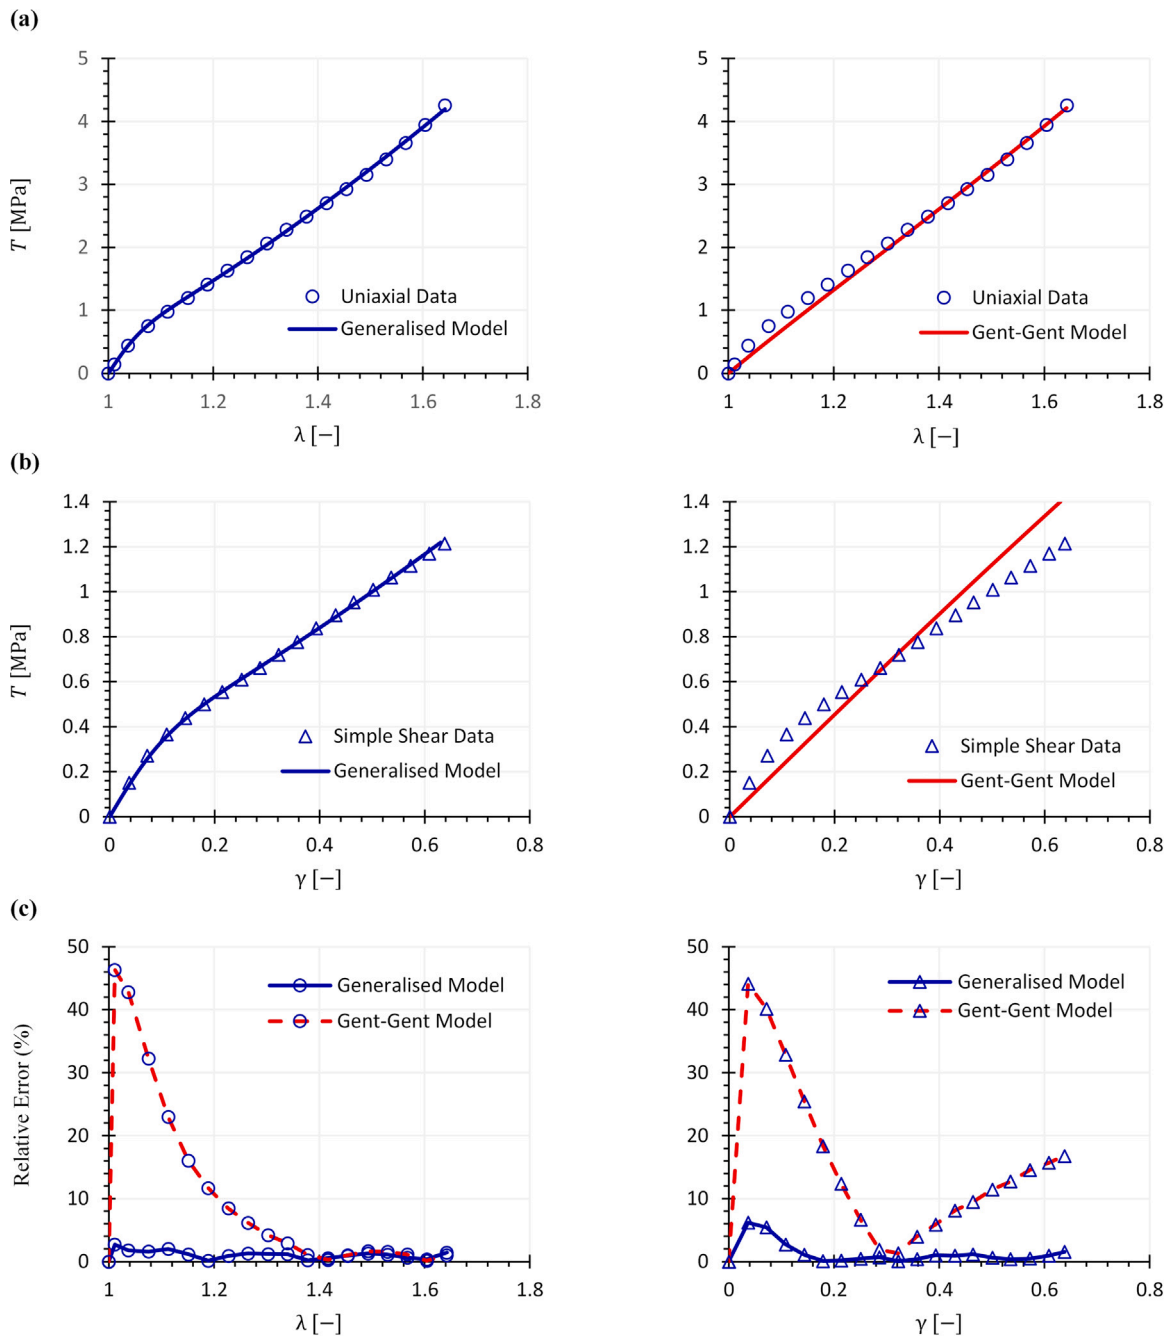 (a)
5
4
3
2
1
0
T [MPa]
Uniaxial Data
Generalised Model
1
1.2
1.4
1.6
1.8
λ [−]
5
4
3
2
1
0
Uniaxial Data
Gent-Gent Model
1
1.2
1.4
1.6
1.8
λ [−]
(b)
1.4
1.2
1
0.8
0.6
0.4
0.2
0
T [MPa]
Simple Shear Data
Generalised Model
0
0.2
0.4
0.6
0.8
γ [−]
1.4
1.2
1
0.8
0.6
0.4
0.2
0
Simple Shear Data
Gent-Gent Model
0
0.2
0.4
0.6
0.8
γ [−]
(c)
50
40
30
20
10
0
Relative Error (%)
Generalised Model
Gent-Gent Model
1
1.2
1.4
1.6
1.8
λ [−]
50
40
30
20
10
0
Generalised Model
Gent-Gent Model
0
0.2
0.4
0.6
0.8
γ [−]